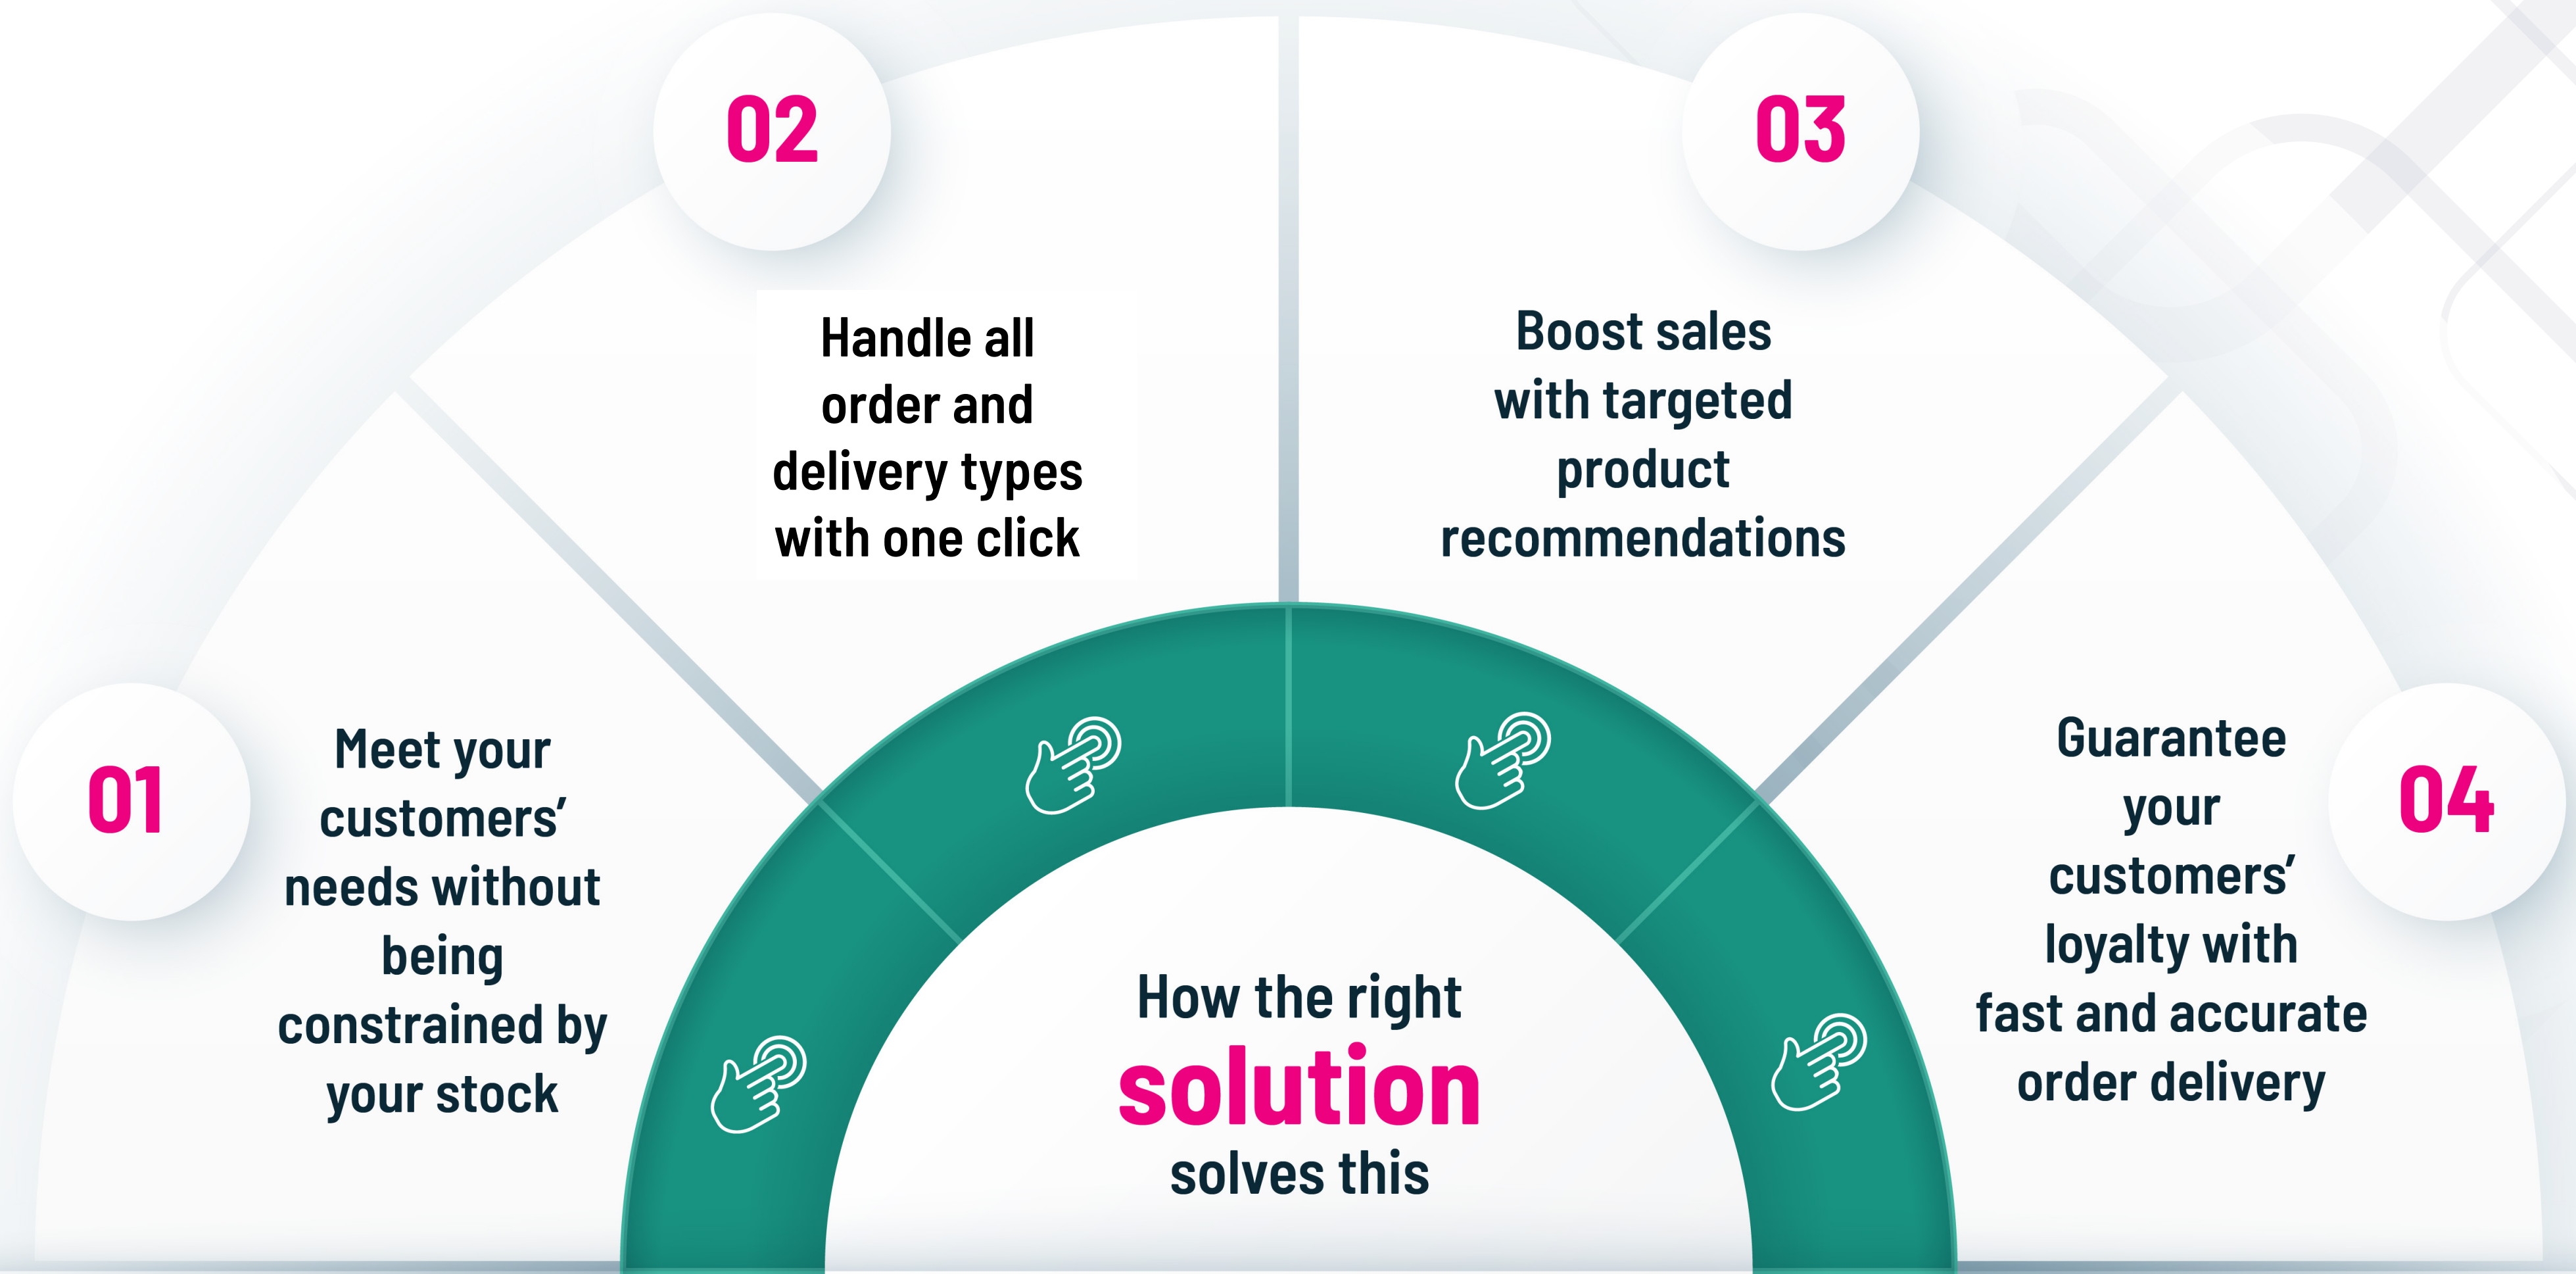 01
Meet your
customers’
needs without
being
constrained by
your stock
02
Handle all
order and
delivery types
with one click
03
Boost sales
with targeted
product
recommendations
04
Guarantee
your
customers’
loyalty with
fast and accurate
order delivery
How the right
solution
solves this